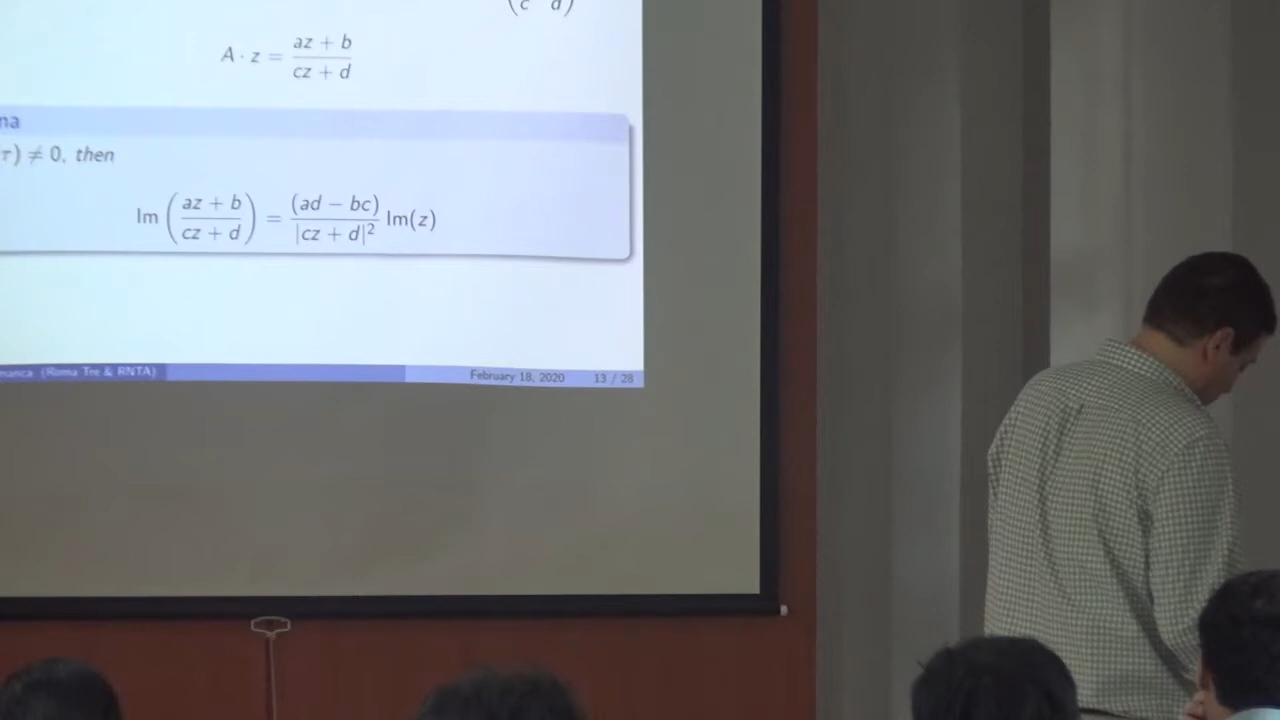 (c d)
A · z = az + b / cz + d
τ) ≠ 0, then
Im (az + b / cz + d) = (ad − bc) / |cz + d|² Im(z)
(Roma Tre & RNTA) February 18, 2020 13 / 28